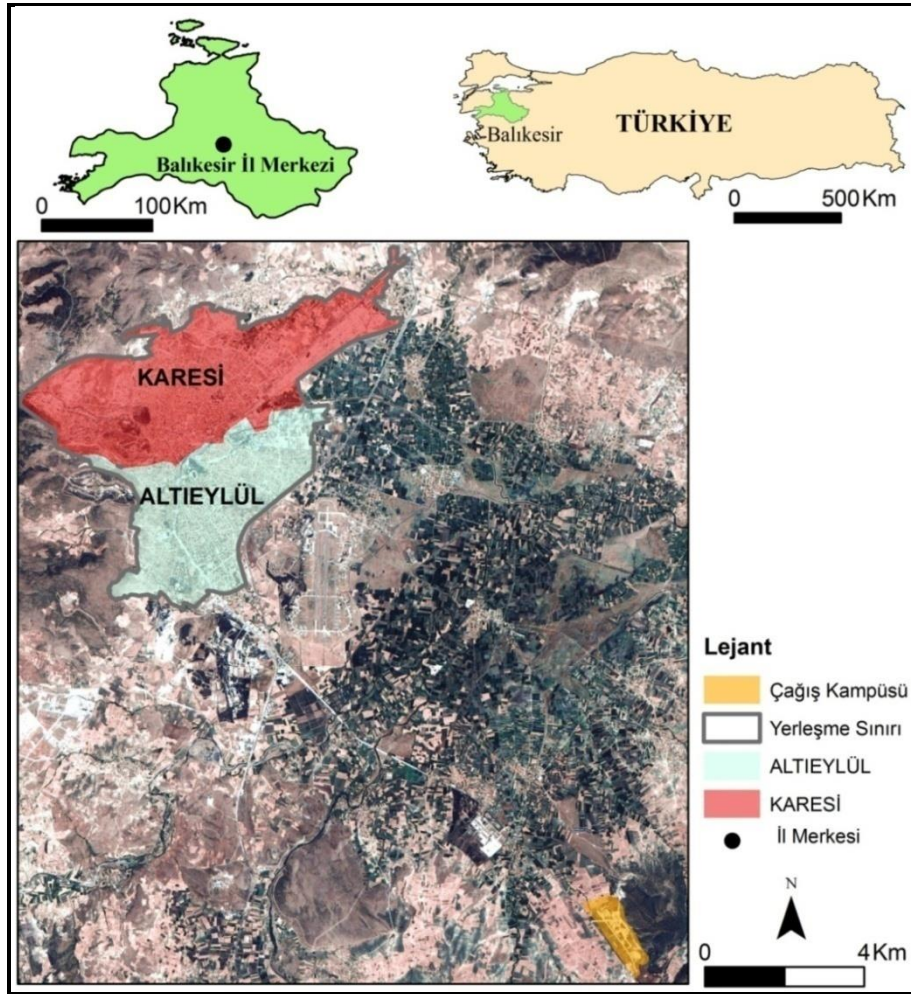 Balıkesir İl Merkezi
0 100Km
TÜRKİYE
Balıkesir
0 500Km
KARESİ
ALTIEYLÜL
Lejant
Çağış Kampüsü
Yerleşme Sınırı
ALTIEYLÜL
KARESİ
İl Merkesi
N
0 4Km